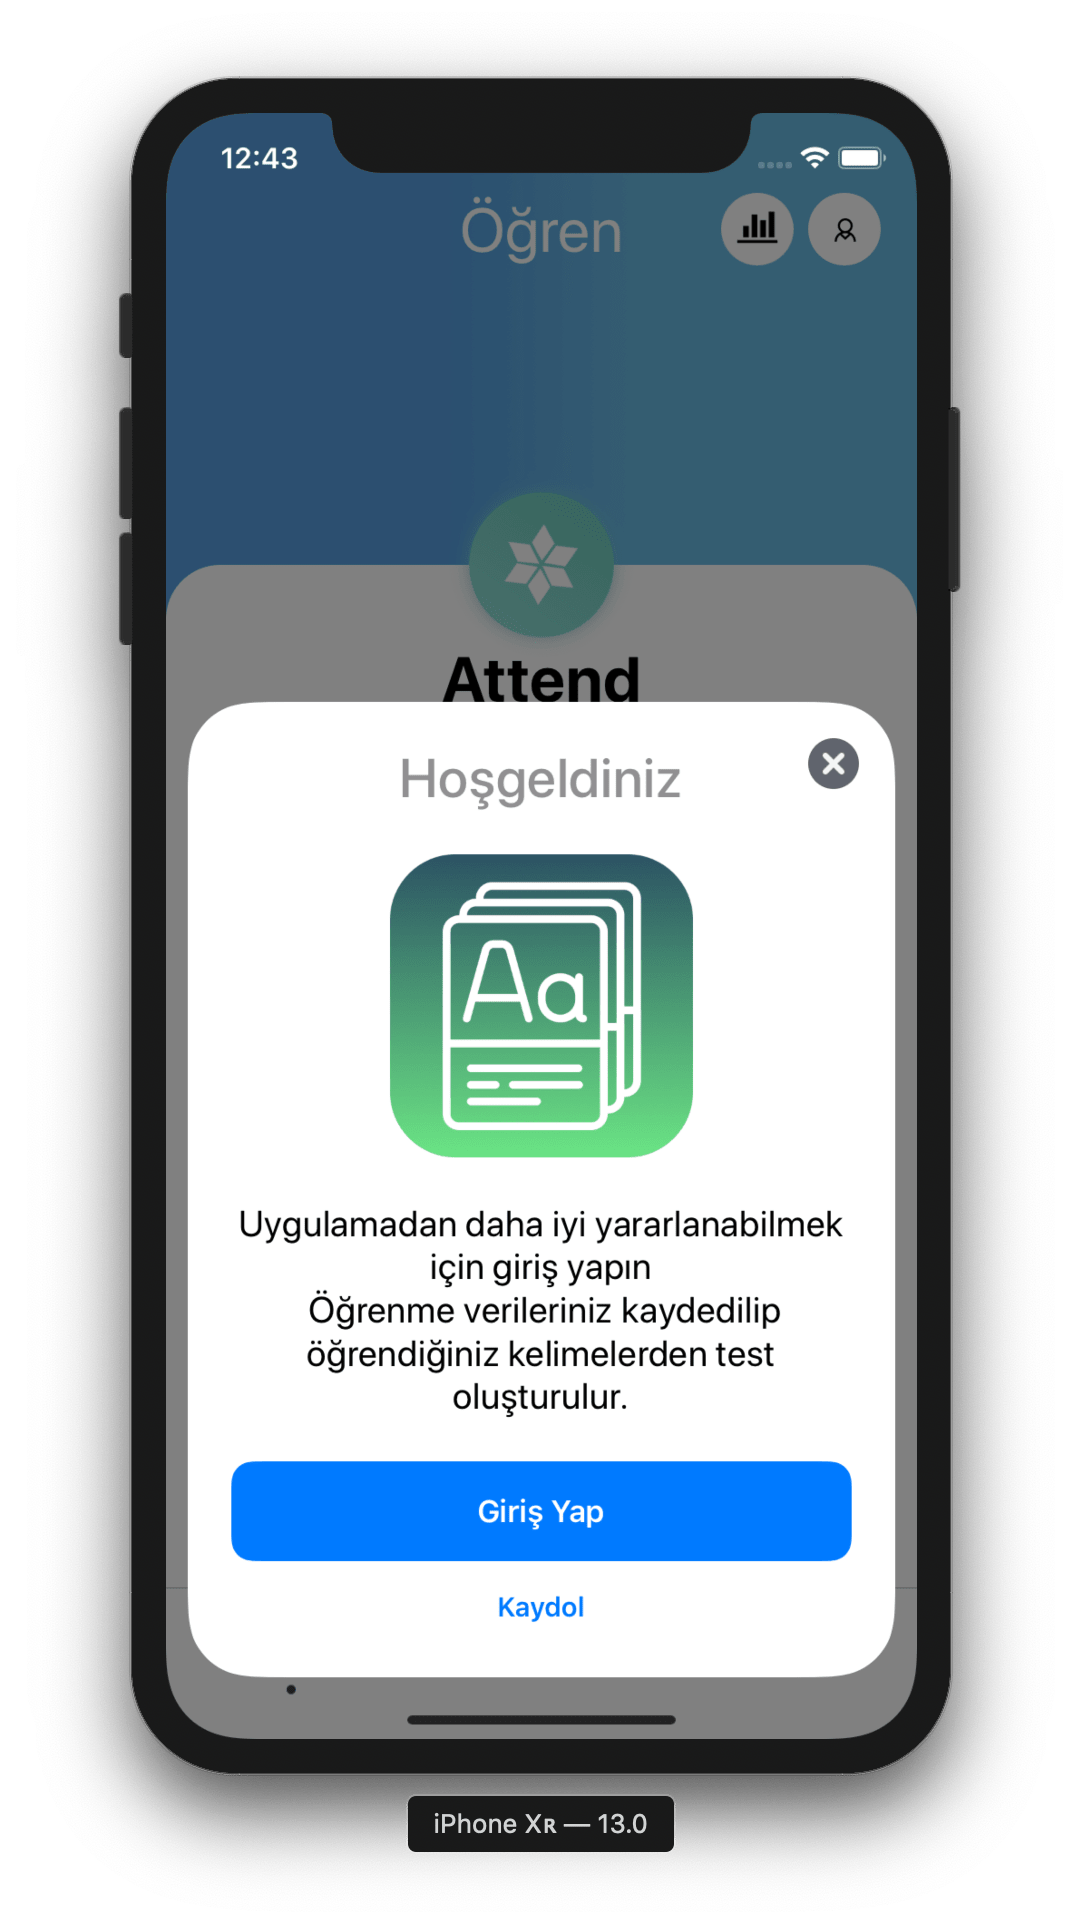 12:43
Öğren
Attend
Hoşgeldiniz
Aa
Uygulamadan daha iyi yararlanabilmek
için giriş yapın
Öğrenme verileriniz kaydedilip
öğrendiğiniz kelimelerden test
oluşturulur.
Giriş Yap
Kaydol
iPhone Xʀ — 13.0